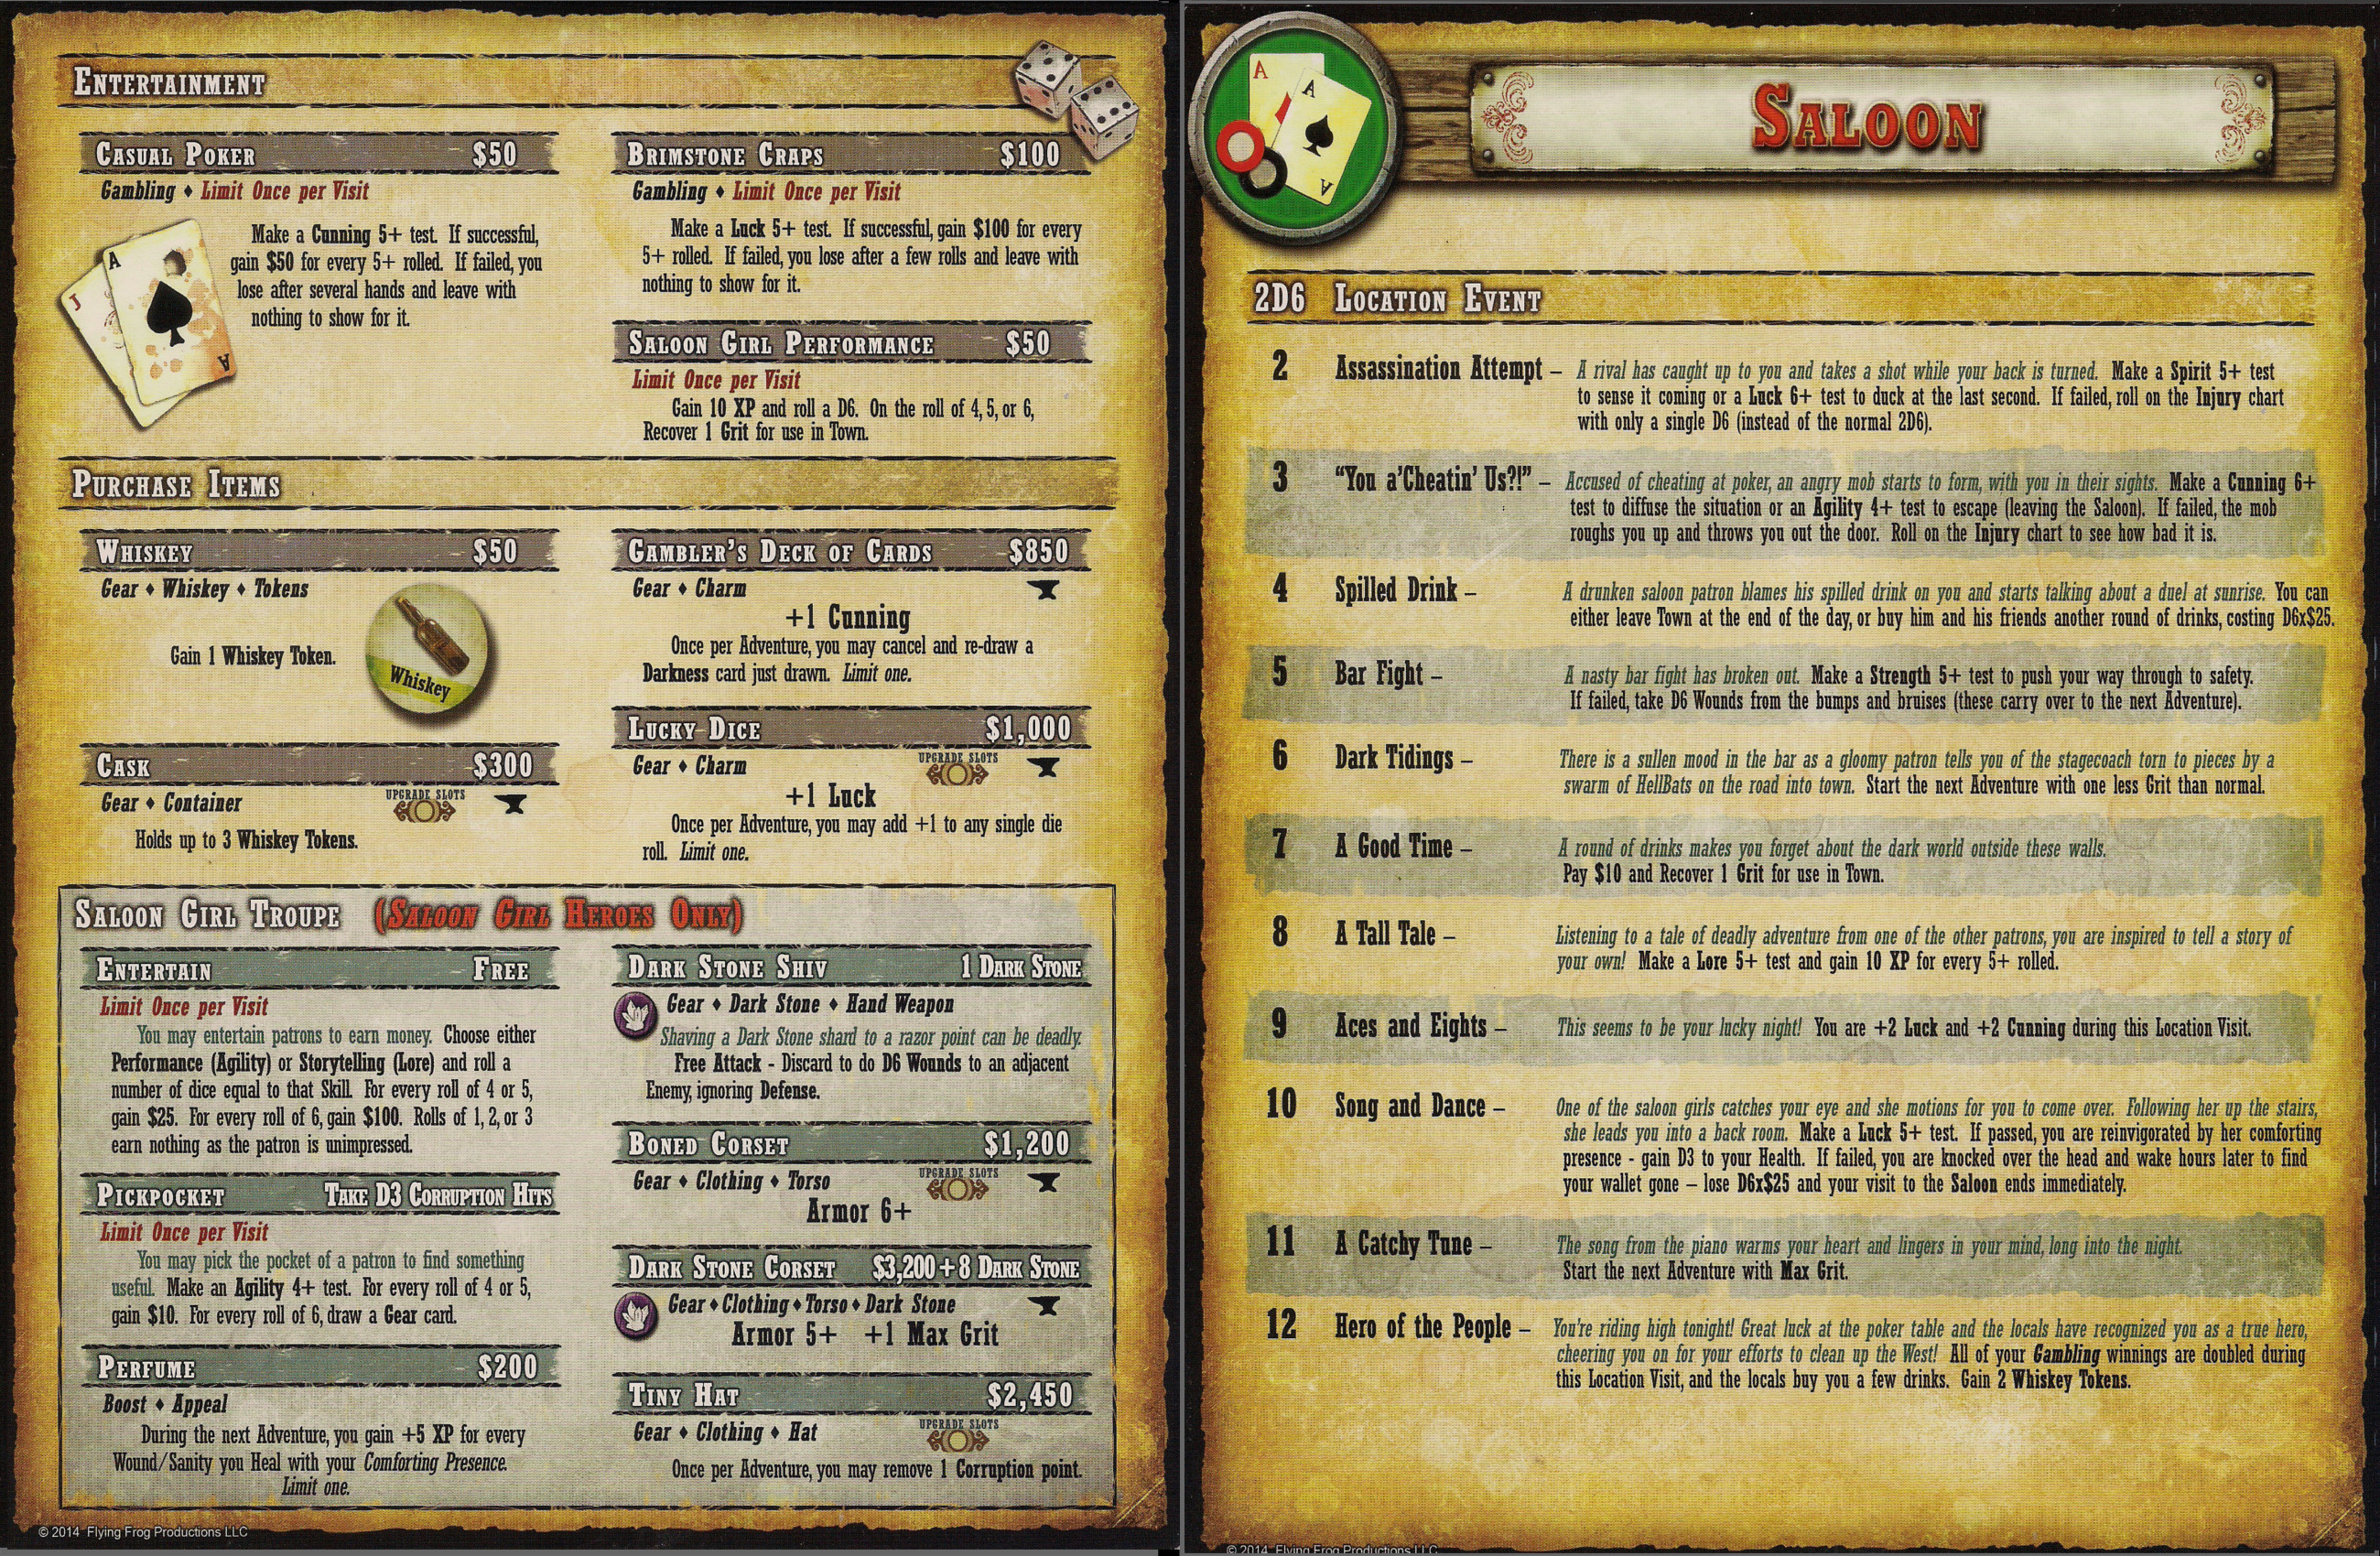 Entertainment
Casual Poker $50
Gambling ♦ Limit Once per Visit
Make a Cunning 5+ test. If successful,
gain $50 for every 5+ rolled. If failed, you
lose after several hands and leave with
nothing to show for it.
J
A
A
Brimstone Craps $100
Gambling ♦ Limit Once per Visit
Make a Luck 5+ test. If successful, gain $100 for every
5+ rolled. If failed, you lose after a few rolls and leave with
nothing to show for it.
Saloon Girl Performance $50
Limit Once per Visit
Gain 10 XP and roll a D6. On the roll of 4, 5, or 6,
Recover 1 Grit for use in Town.
Purchase Items
Whiskey $50
Gear ♦ Whiskey ♦ Tokens
Gain 1 Whiskey Token.
Whiskey
Cask $300
Gear ♦ Container
UPGRADE SLOTS
Holds up to 3 Whiskey Tokens.
Gambler's Deck of Cards $850
Gear ♦ Charm
+1 Cunning
Once per Adventure, you may cancel and re-draw a
Darkness card just drawn. Limit one.
Lucky Dice $1,000
Gear ♦ Charm
UPGRADE SLOTS
+1 Luck
Once per Adventure, you may add +1 to any single die
roll. Limit one.
Saloon Girl Troupe (Saloon Girl Heroes Only)
Entertain Free
Limit Once per Visit
You may entertain patrons to earn money. Choose either
Performance (Agility) or Storytelling (Lore) and roll a
number of dice equal to that Skill. For every roll of 4 or 5,
gain $25. For every roll of 6, gain $100. Rolls of 1, 2, or 3
earn nothing as the patron is unimpressed.
Pickpocket Take D3 Corruption Hits
Limit Once per Visit
You may pick the pocket of a patron to find something
useful. Make an Agility 4+ test. For every roll of 4 or 5,
gain $10. For every roll of 6, draw a Gear card.
Perfume $200
Boost ♦ Appeal
During the next Adventure, you gain +5 XP for every
Wound/Sanity you Heal with your Comforting Presence.
Limit one.
Dark Stone Shiv 1 Dark Stone
Gear ♦ Dark Stone ♦ Hand Weapon
Shaving a Dark Stone shard to a razor point can be deadly.
Free Attack - Discard to do D6 Wounds to an adjacent
Enemy, ignoring Defense.
Boned Corset $1,200
Gear ♦ Clothing ♦ Torso
UPGRADE SLOTS
Armor 6+
Dark Stone Corset $3,200+8 Dark Stone
Gear ♦ Clothing ♦ Torso ♦ Dark Stone
Armor 5+ +1 Max Grit
Tiny Hat $2,450
Gear ♦ Clothing ♦ Hat
UPGRADE SLOTS
Once per Adventure, you may remove 1 Corruption point.
© 2014 Flying Frog Productions LLC
A
A
A
Saloon
2D6 Location Event
2 Assassination Attempt – A rival has caught up to you and takes a shot while your back is turned. Make a Spirit 5+ test
to sense it coming or a Luck 6+ test to duck at the last second. If failed, roll on the Injury chart
with only a single D6 (instead of the normal 2D6).
3 “You a’Cheatin’ Us?!” – Accused of cheating at poker, an angry mob starts to form, with you in their sights. Make a Cunning 6+
test to diffuse the situation or an Agility 4+ test to escape (leaving the Saloon). If failed, the mob
roughs you up and throws you out the door. Roll on the Injury chart to see how bad it is.
4 Spilled Drink – A drunken saloon patron blames his spilled drink on you and starts talking about a duel at sunrise. You can
either leave Town at the end of the day, or buy him and his friends another round of drinks, costing D6x$25.
5 Bar Fight – A nasty bar fight has broken out. Make a Strength 5+ test to push your way through to safety.
If failed, take D6 Wounds from the bumps and bruises (these carry over to the next Adventure).
6 Dark Tidings – There is a sullen mood in the bar as a gloomy patron tells you of the stagecoach torn to pieces by a
swarm of HellBats on the road into town. Start the next Adventure with one less Grit than normal.
7 A Good Time – A round of drinks makes you forget about the dark world outside these walls.
Pay $10 and Recover 1 Grit for use in Town.
8 A Tall Tale – Listening to a tale of deadly adventure from one of the other patrons, you are inspired to tell a story of
your own! Make a Lore 5+ test and gain 10 XP for every 5+ rolled.
9 Aces and Eights – This seems to be your lucky night! You are +2 Luck and +2 Cunning during this Location Visit.
10 Song and Dance – One of the saloon girls catches your eye and she motions for you to come over. Following her up the stairs,
she leads you into a back room. Make a Luck 5+ test. If passed, you are reinvigorated by her comforting
presence - gain D3 to your Health. If failed, you are knocked over the head and wake hours later to find
your wallet gone – lose D6x$25 and your visit to the Saloon ends immediately.
11 A Catchy Tune – The song from the piano warms your heart and lingers in your mind, long into the night.
Start the next Adventure with Max Grit.
12 Hero of the People – You're riding high tonight! Great luck at the poker table and the locals have recognized you as a true hero,
cheering you on for your efforts to clean up the West! All of your Gambling winnings are doubled during
this Location Visit, and the locals buy you a few drinks. Gain 2 Whiskey Tokens.
© 2014 Flying Frog Productions LLC